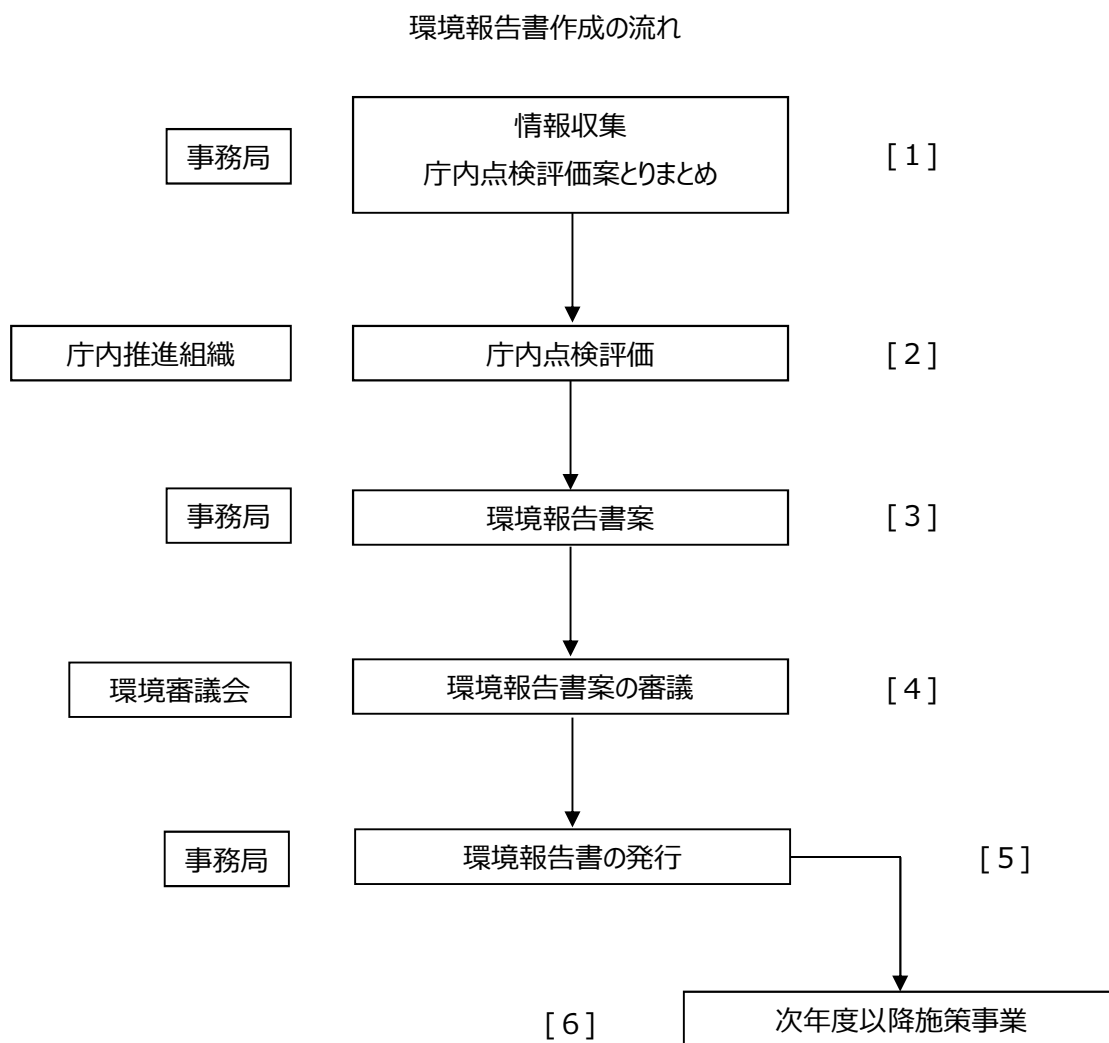 環境報告書作成の流れ
事務局
情報収集
庁内点検評価案とりまとめ
[1]
庁内推進組織
庁内点検評価
[2]
事務局
環境報告書案
[3]
環境審議会
環境報告書案の審議
[4]
事務局
環境報告書の発行
[5]
[6]
次年度以降施策事業